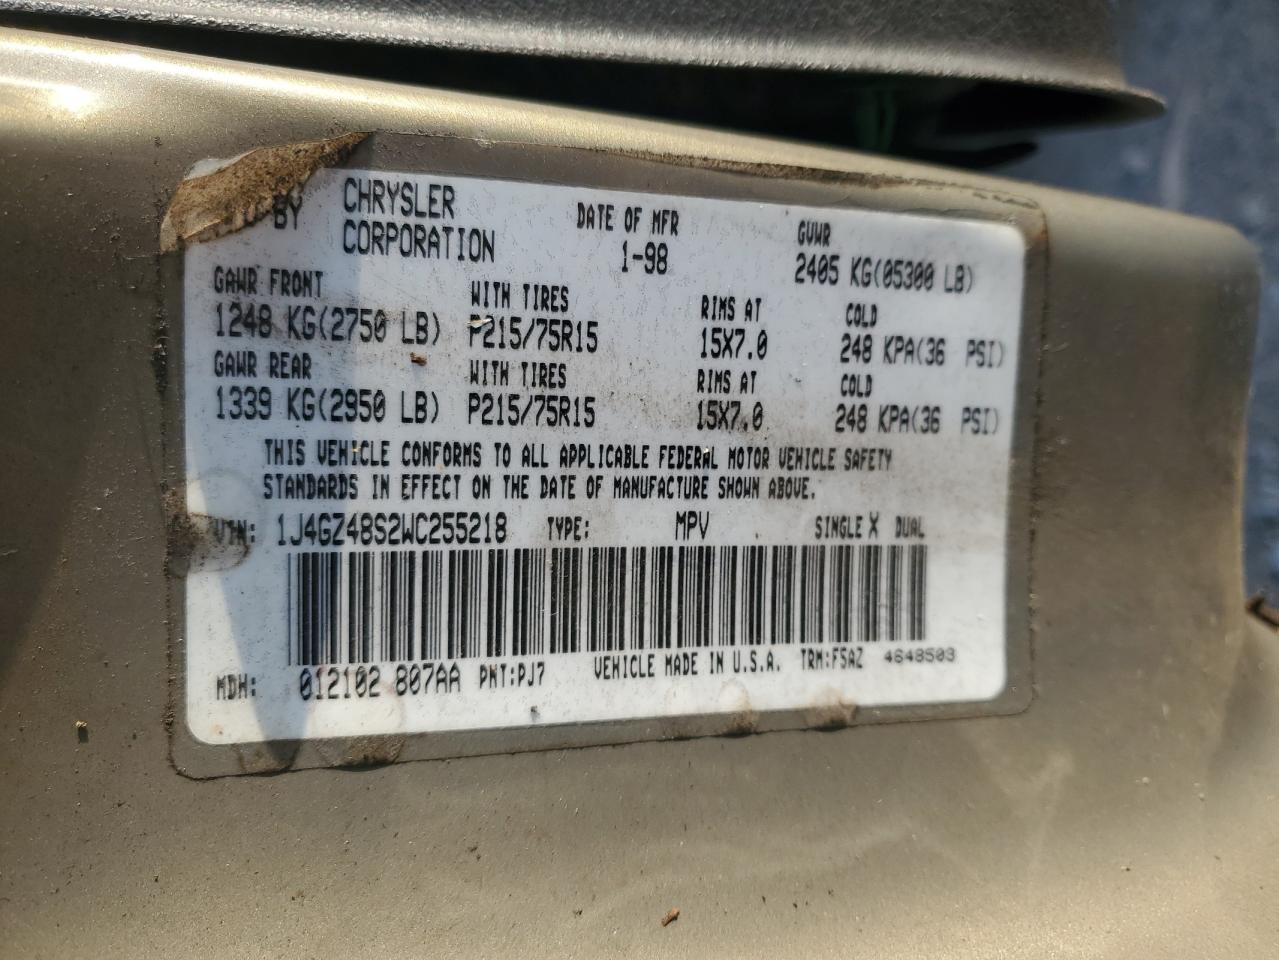 BY CHRYSLER CORPORATION DATE OF MFR 1-98 GVWR 2405 KG(05300 LB)
GAWR FRONT WITH TIRES RIMS AT COLD
1248 KG(2750 LB) P215/75R15 15X7.0 248 KPA(36 PSI)
GAWR REAR WITH TIRES RIMS AT COLD
1339 KG(2950 LB) P215/75R15 15X7.0 248 KPA(36 PSI)
THIS VEHICLE CONFORMS TO ALL APPLICABLE FEDERAL MOTOR VEHICLE SAFETY
STANDARDS IN EFFECT ON THE DATE OF MANUFACTURE SHOWN ABOVE.
VIN: 1J4GZ48S2WC255218 TYPE: MPV SINGLE X DUAL
MDH: 012102 807AA PNT:PJ7 VEHICLE MADE IN U.S.A. TRM:F5AZ 4648503